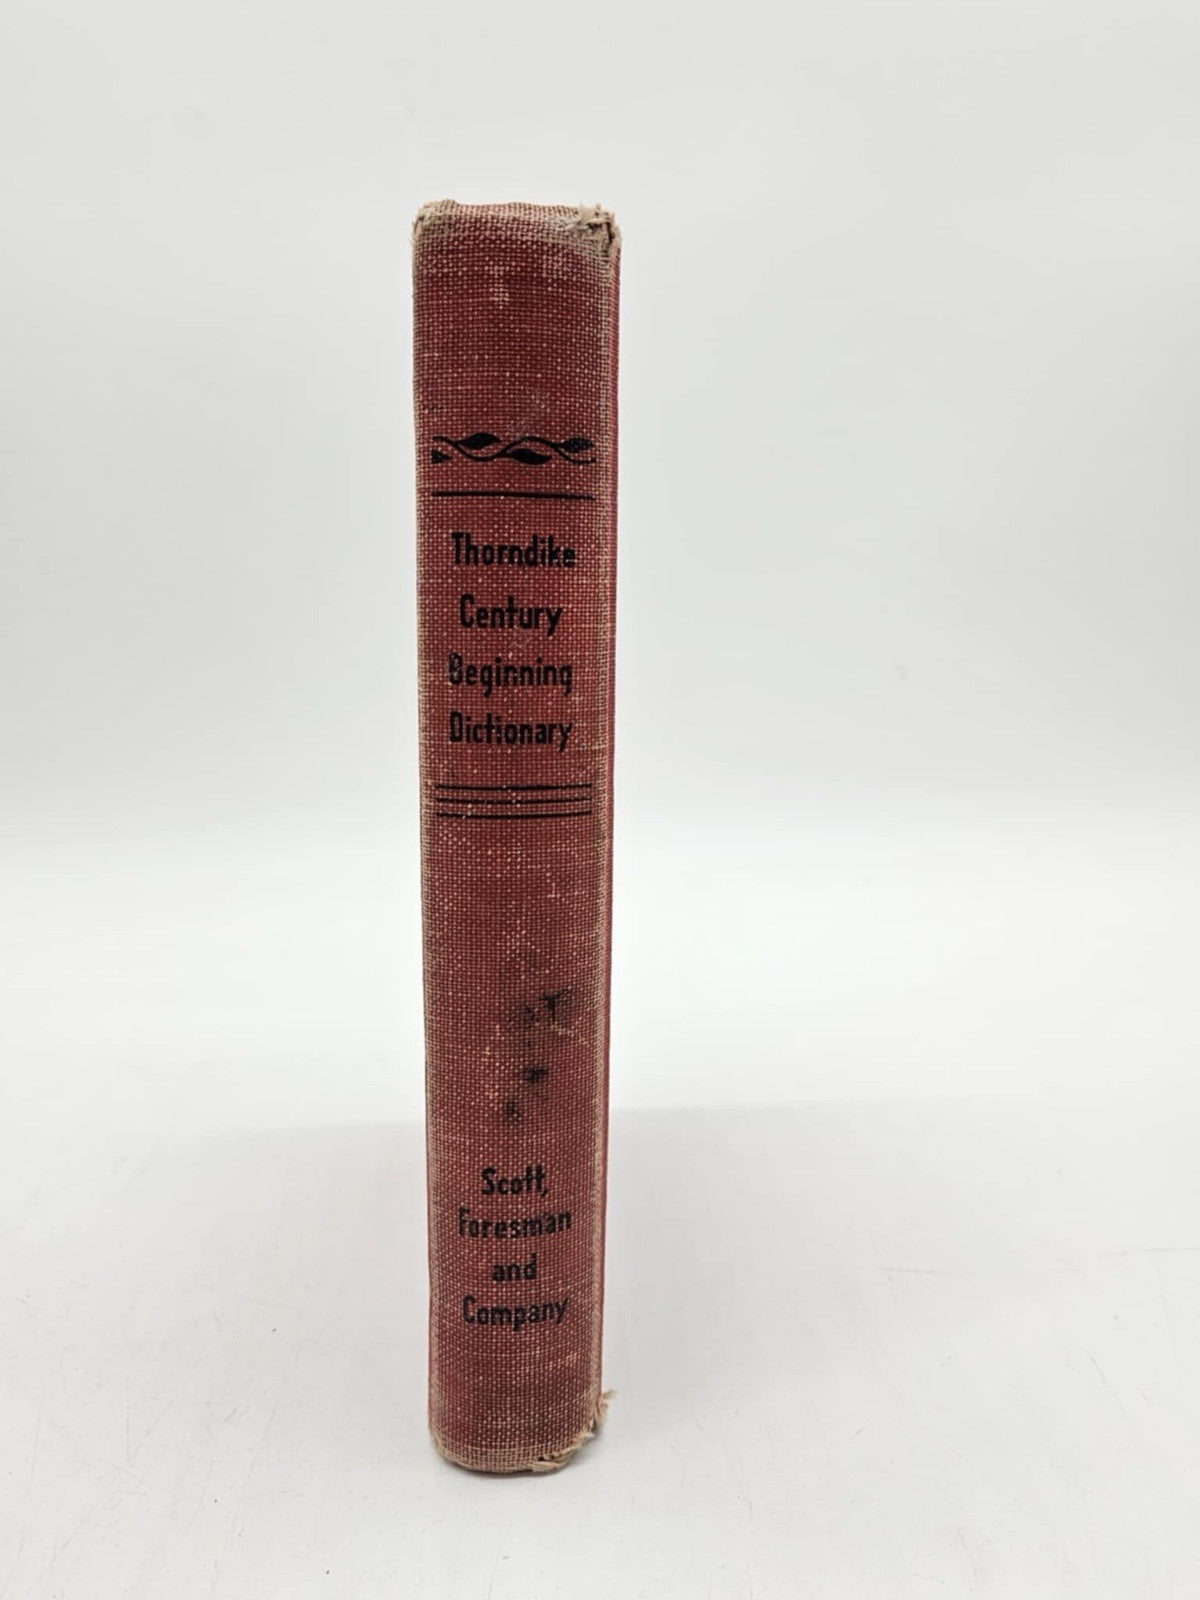 Thorndike
Century
Beginning
Dictionary
Scott,
Foresman
and
Company